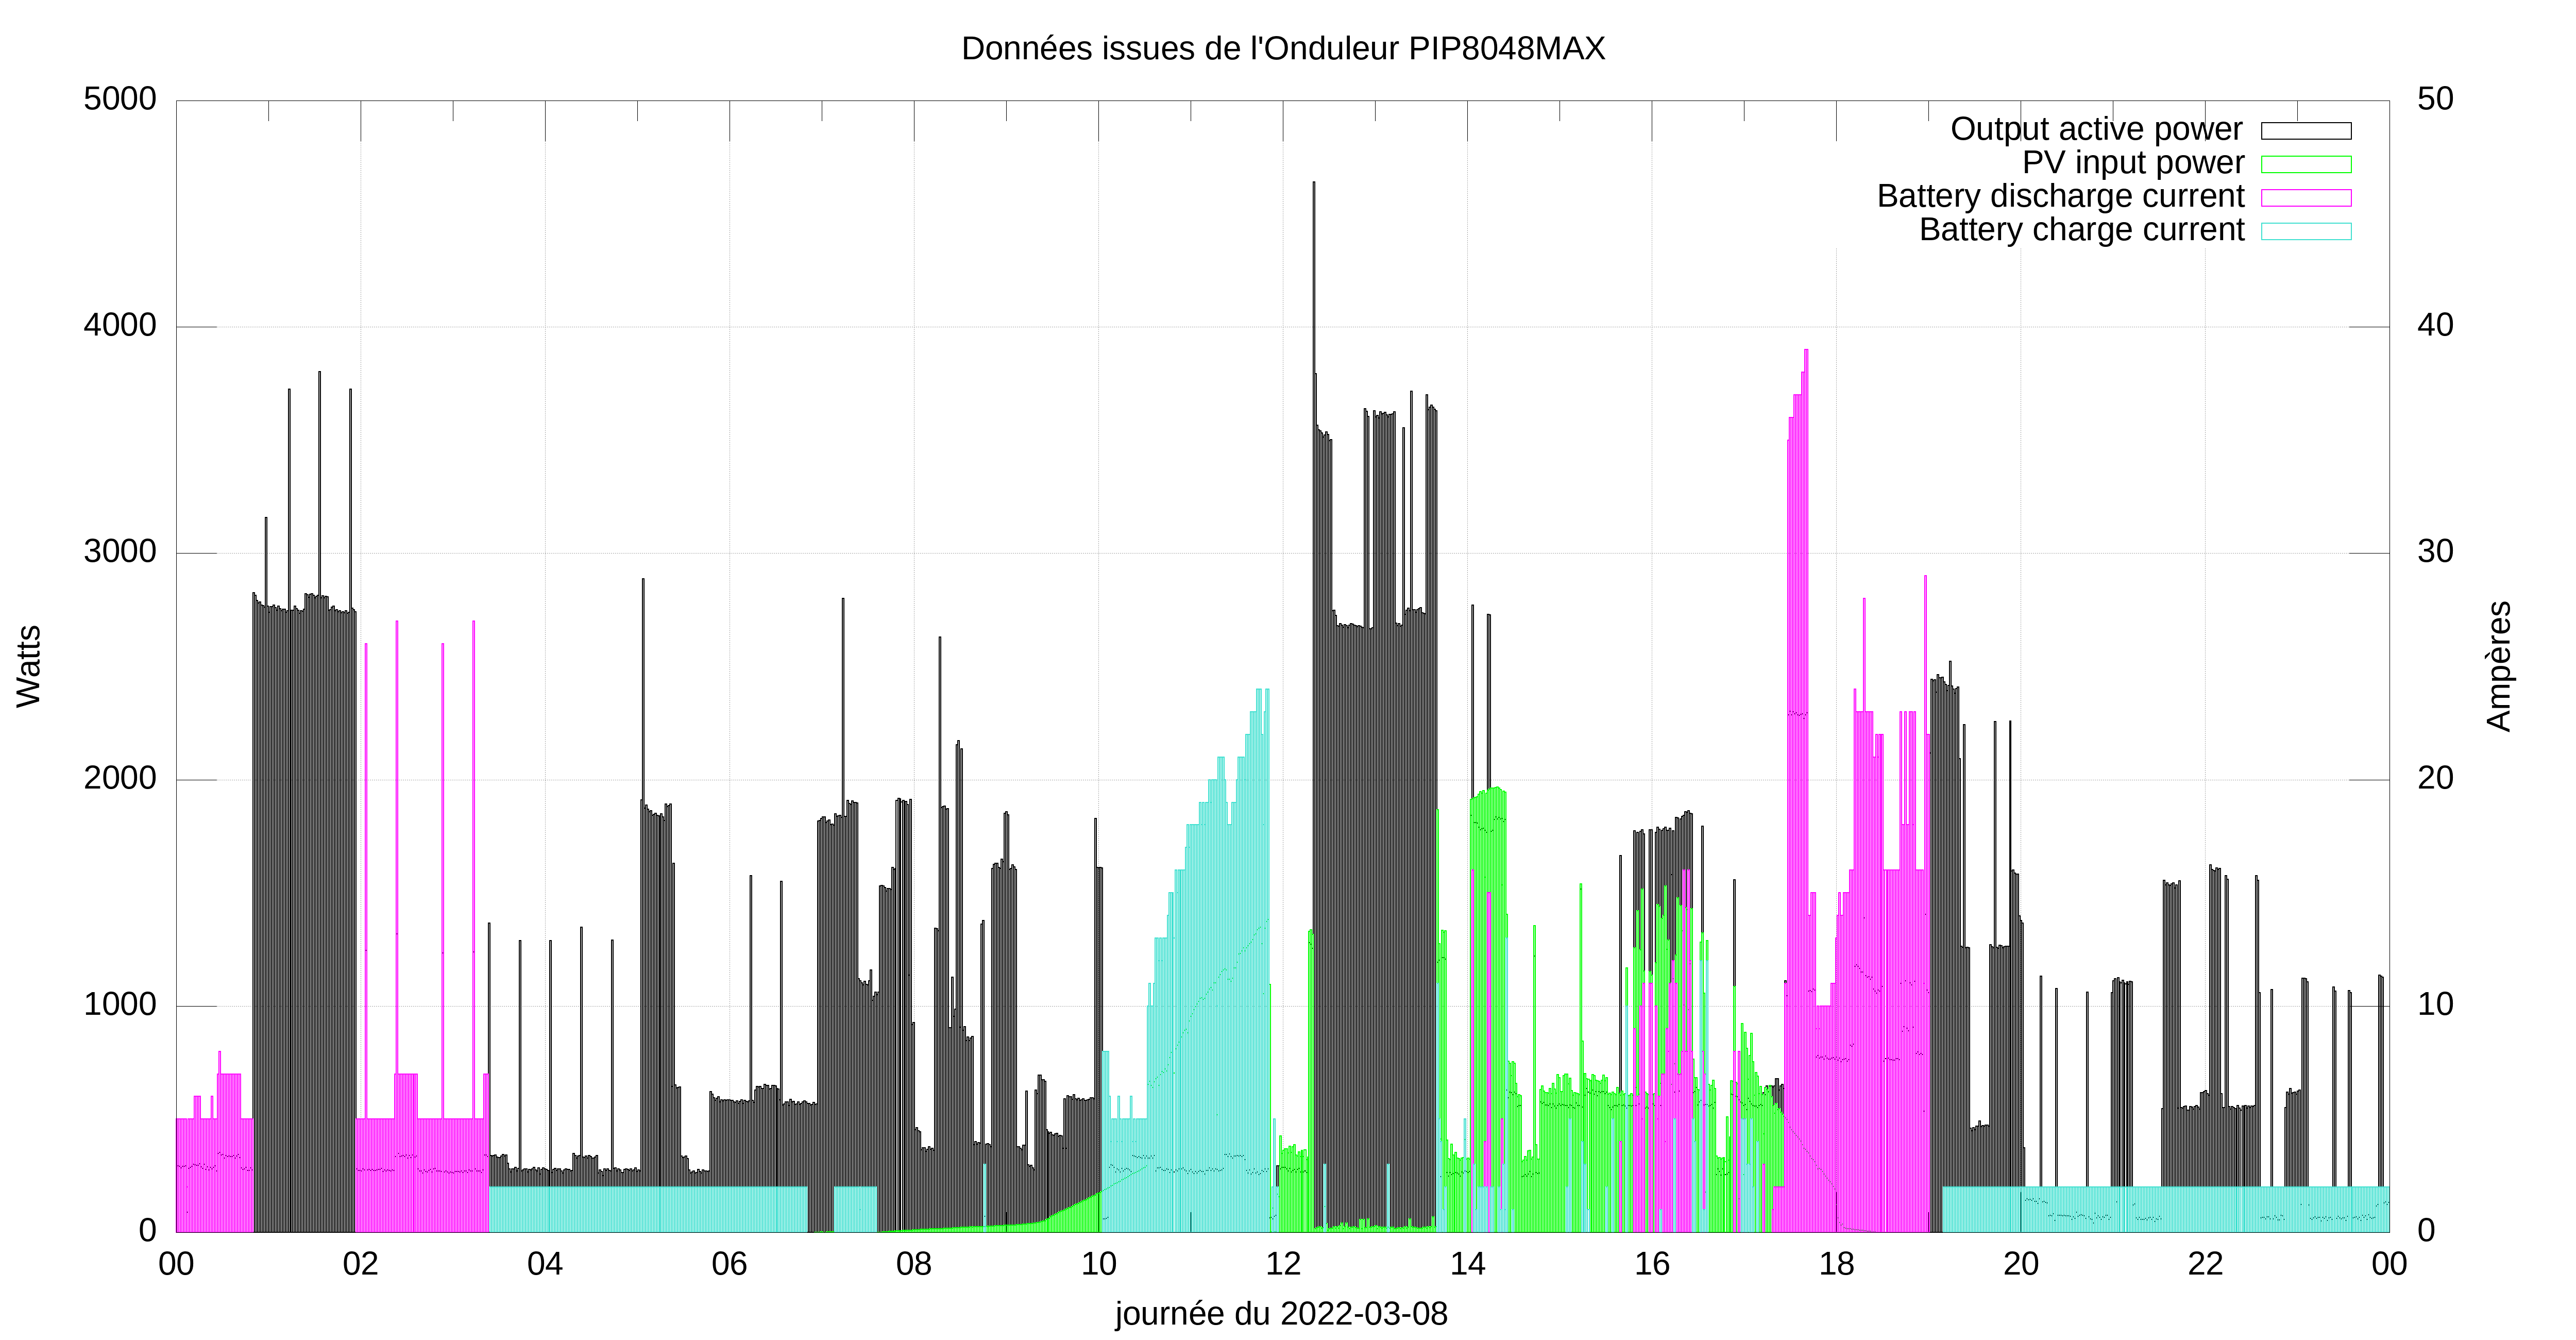 Données issues de l'Onduleur PIP8048MAX
5000
4000
3000
2000
1000
0
50
40
30
20
10
0
Output active power
PV input power
Battery discharge current
Battery charge current
Watts
Ampères
00 02 04 06 08 10 12 14 16 18 20 22 00
journée du 2022-03-08